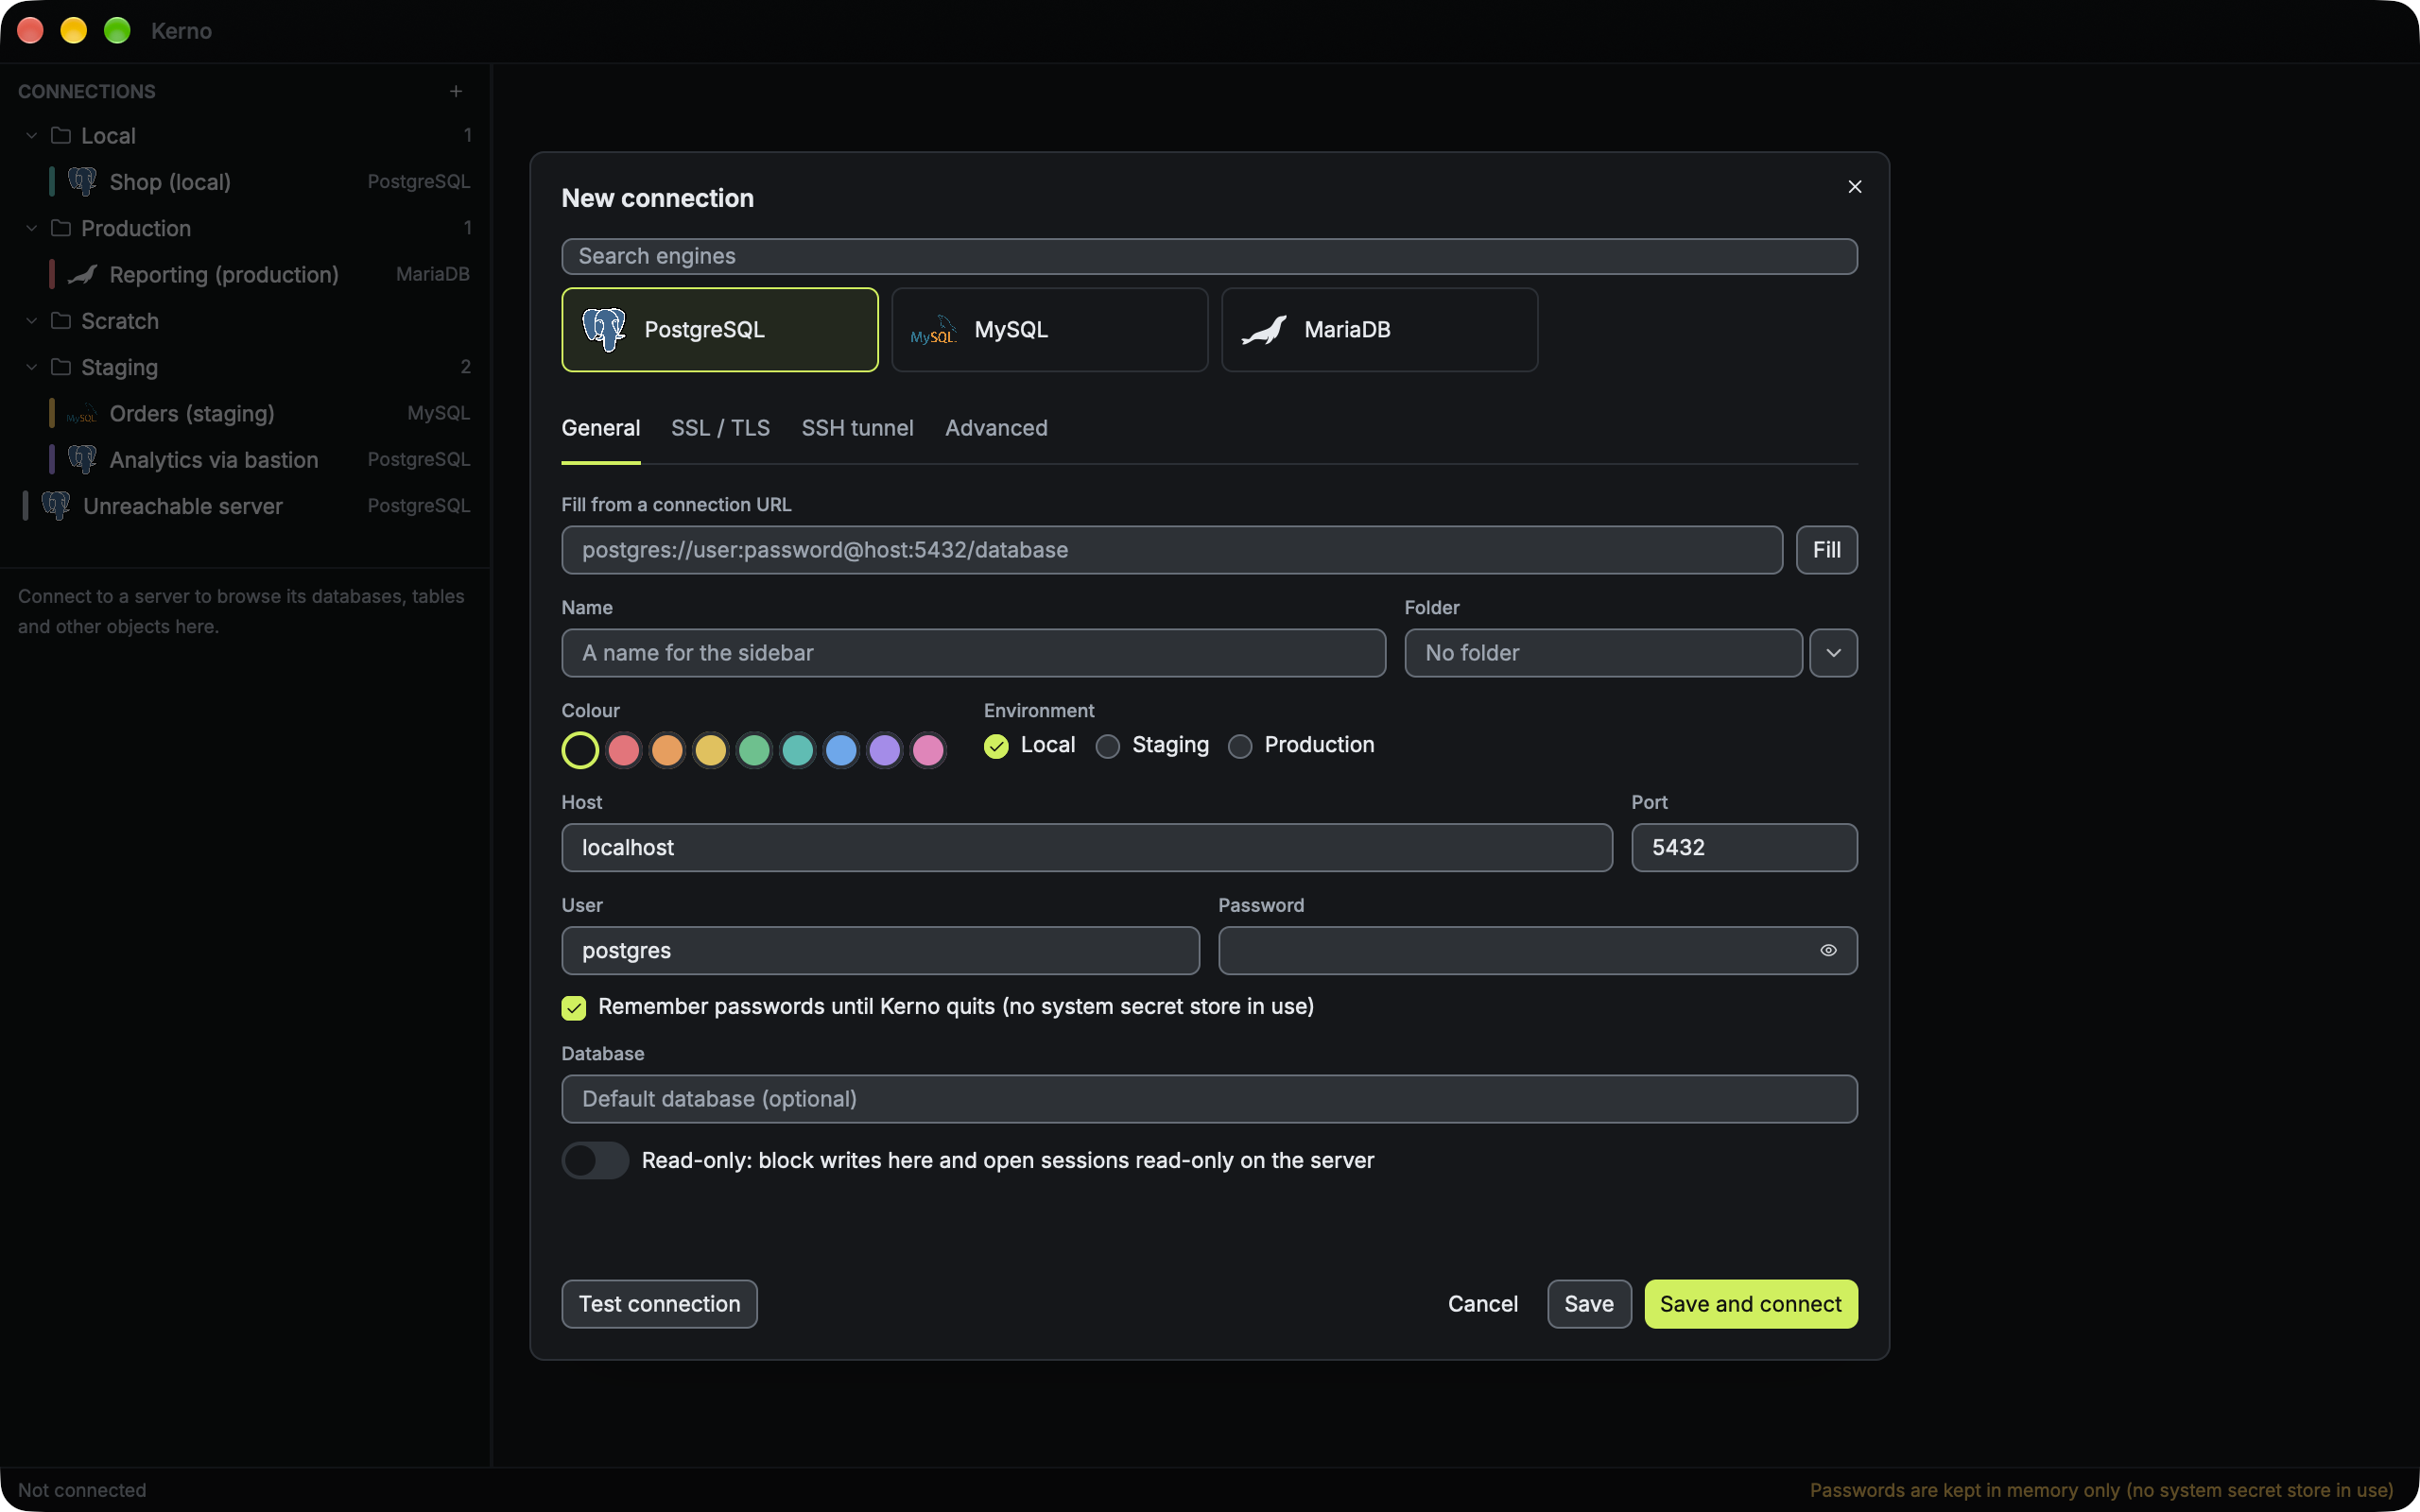 Kerno
CONNECTIONS
Local 1
Shop (local) PostgreSQL
Production 1
Reporting (production) MariaDB
Scratch
Staging 2
MySQL Orders (staging) MySQL
Analytics via bastion PostgreSQL
Unreachable server PostgreSQL
Connect to a server to browse its databases, tables
and other objects here.
New connection
Search engines
PostgreSQL
MySQL MySQL
MariaDB
General SSL / TLS SSH tunnel Advanced
Fill from a connection URL
postgres://user:password@host:5432/database Fill
Name Folder
A name for the sidebar No folder
Colour Environment
Local Staging Production
Host Port
localhost 5432
User Password
postgres
Remember passwords until Kerno quits (no system secret store in use)
Database
Default database (optional)
Read-only: block writes here and open sessions read-only on the server
Test connection Cancel Save Save and connect
Not connected Passwords are kept in memory only (no system secret store in use)